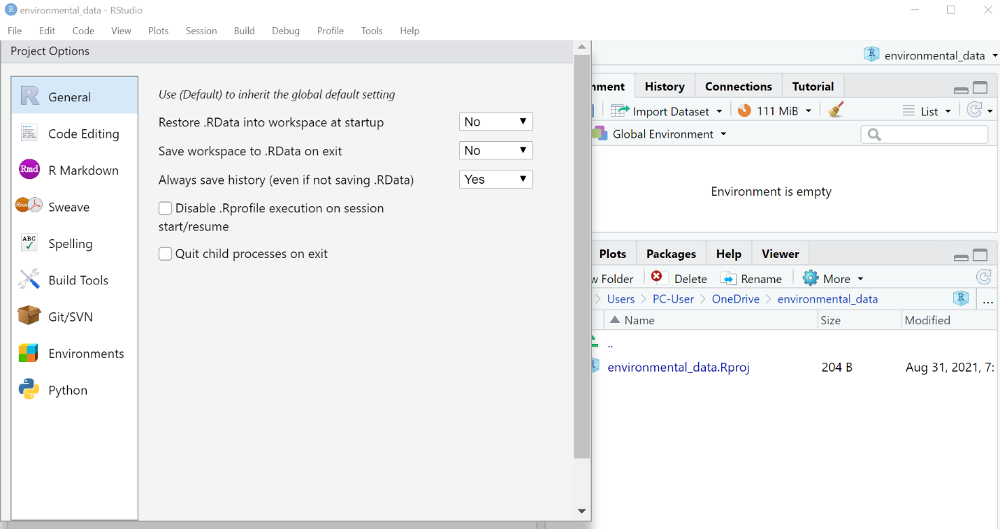 environmental_data - RStudio
File Edit Code View Plots Session Build Debug Profile Tools Help
Project Options
General
Code Editing
R Markdown
Sweave
Spelling
Build Tools
Git/SVN
Environments
Python
Use (Default) to inherit the global default setting
Restore .RData into workspace at startup No
Save workspace to .RData on exit No
Always save history (even if not saving .RData) Yes
Disable .Rprofile execution on session
start/resume
Quit child processes on exit
environmental_data
nment History Connections Tutorial
Import Dataset 111 MiB List
Global Environment
Environment is empty
Plots Packages Help Viewer
w Folder Delete Rename More
Users PC-User OneDrive environmental_data ...
Name Size Modified
..
environmental_data.Rproj 204 B Aug 31, 2021, 7: